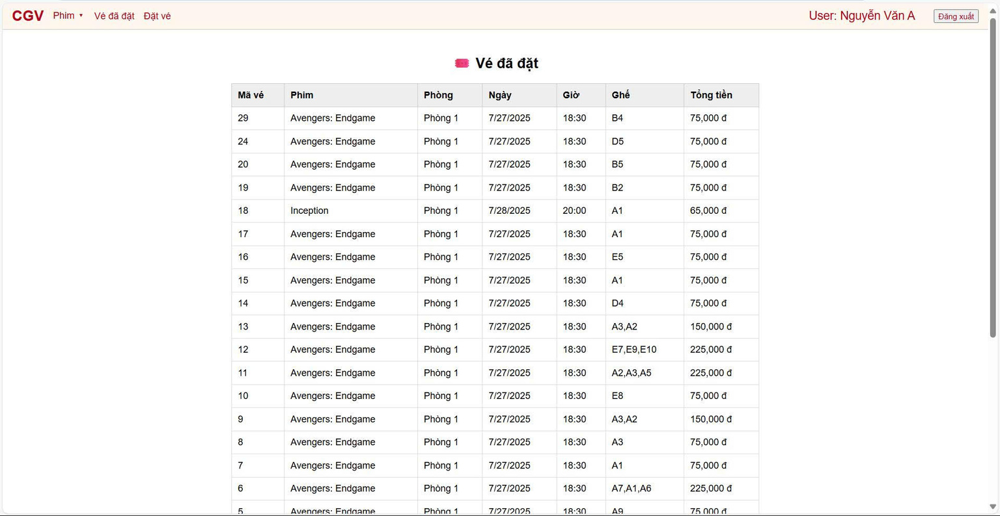 CGV Phim ▼ Vé đã đặt Đặt vé User: Nguyễn Văn A Đăng xuất
Vé đã đặt
Mã vé Phim Phòng Ngày Giờ Ghế Tổng tiền
29 Avengers: Endgame Phòng 1 7/27/2025 18:30 B4 75,000 đ
24 Avengers: Endgame Phòng 1 7/27/2025 18:30 D5 75,000 đ
20 Avengers: Endgame Phòng 1 7/27/2025 18:30 B5 75,000 đ
19 Avengers: Endgame Phòng 1 7/27/2025 18:30 B2 75,000 đ
18 Inception Phòng 1 7/28/2025 20:00 A1 65,000 đ
17 Avengers: Endgame Phòng 1 7/27/2025 18:30 A1 75,000 đ
16 Avengers: Endgame Phòng 1 7/27/2025 18:30 E5 75,000 đ
15 Avengers: Endgame Phòng 1 7/27/2025 18:30 A1 75,000 đ
14 Avengers: Endgame Phòng 1 7/27/2025 18:30 D4 75,000 đ
13 Avengers: Endgame Phòng 1 7/27/2025 18:30 A3,A2 150,000 đ
12 Avengers: Endgame Phòng 1 7/27/2025 18:30 E7,E9,E10 225,000 đ
11 Avengers: Endgame Phòng 1 7/27/2025 18:30 A2,A3,A5 225,000 đ
10 Avengers: Endgame Phòng 1 7/27/2025 18:30 E8 75,000 đ
9 Avengers: Endgame Phòng 1 7/27/2025 18:30 A3,A2 150,000 đ
8 Avengers: Endgame Phòng 1 7/27/2025 18:30 A3 75,000 đ
7 Avengers: Endgame Phòng 1 7/27/2025 18:30 A1 75,000 đ
6 Avengers: Endgame Phòng 1 7/27/2025 18:30 A7,A1,A6 225,000 đ
5 Avengers: Endgame Phòng 1 7/27/2025 18:30 A9 75,000 đ